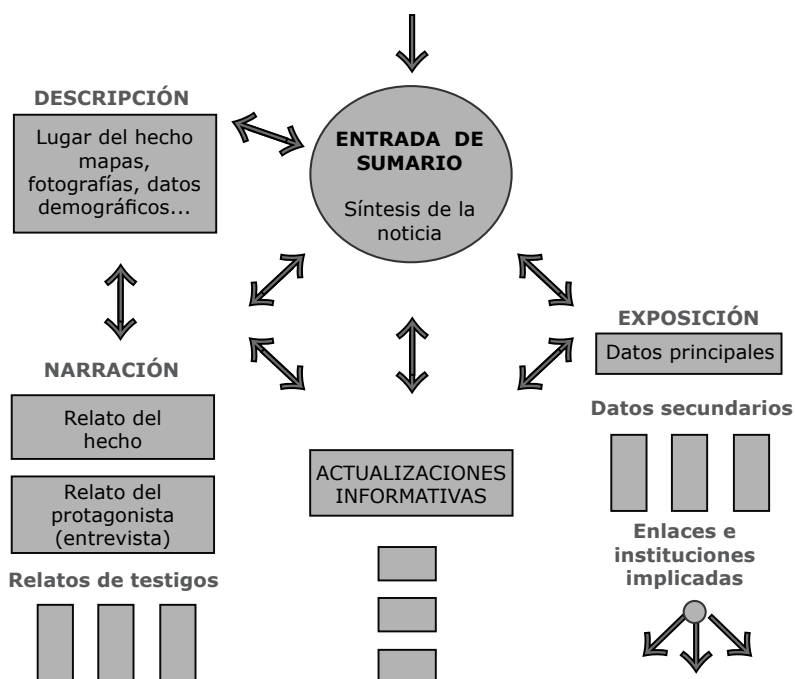 DESCRIPCIÓN
Lugar del hecho
mapas,
fotografías, datos
demográficos...
ENTRADA DE
SUMARIO
Síntesis de la
noticia
NARRACIÓN
Relato del
hecho
Relato del
protagonista
(entrevista)
Relatos de testigos
ACTUALIZACIONES
INFORMATIVAS
EXPOSICIÓN
Datos principales
Datos secundarios
Enlaces e
instituciones
implicadas